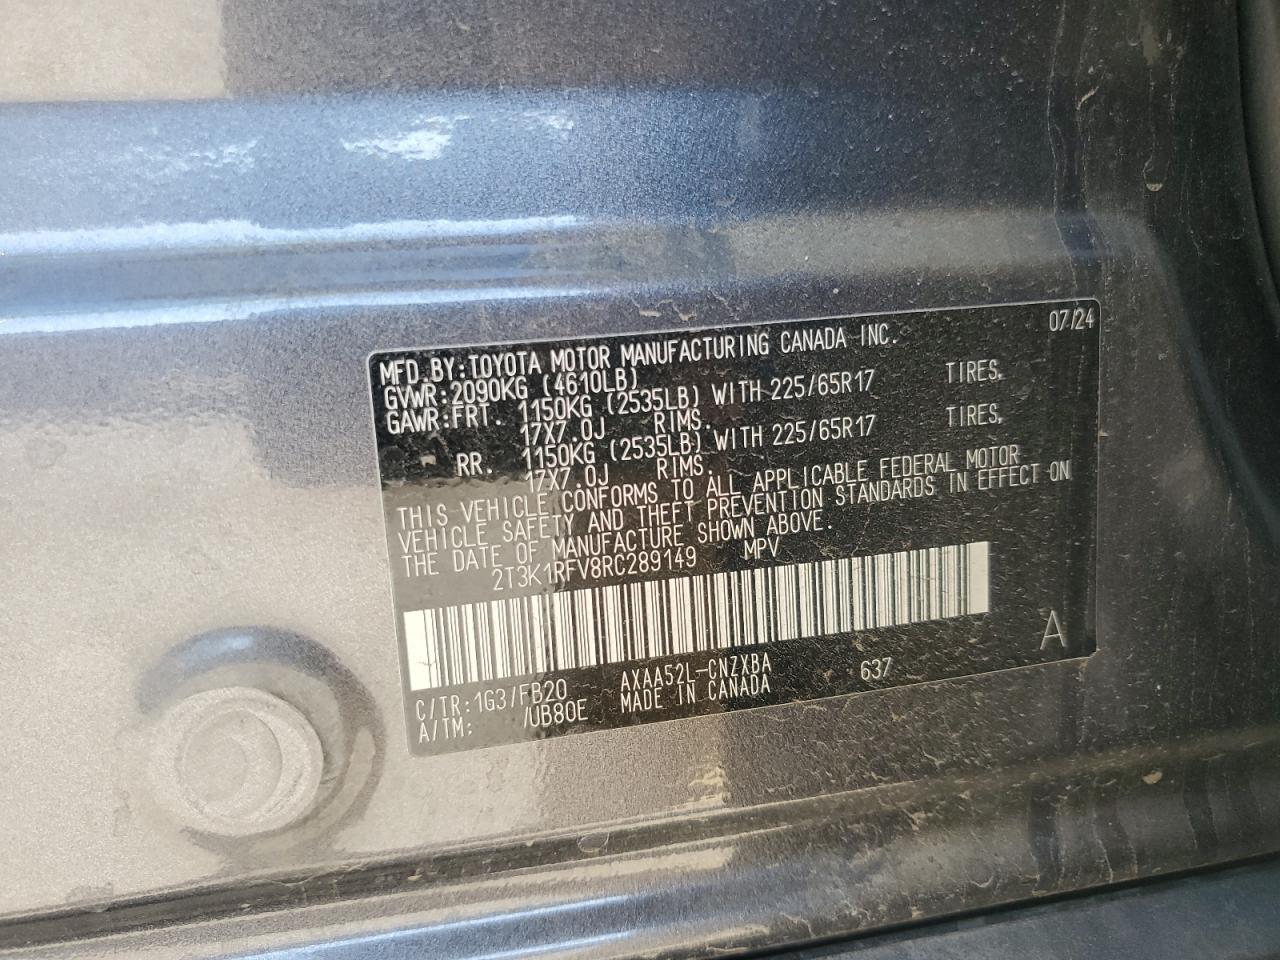 07/24
MFD.BY:TOYOTA MOTOR MANUFACTURING CANADA INC.
GVWR:2090KG (4610LB)
GAWR:FRT. 1150KG (2535LB) WITH 225/65R17 TIRES,
17X7.0J RIMS.
RR. 1150KG (2535LB) WITH 225/65R17 TIRES,
17X7.0J RIMS.
THIS VEHICLE CONFORMS TO ALL APPLICABLE FEDERAL MOTOR
VEHICLE SAFETY AND THEFT PREVENTION STANDARDS IN EFFECT ON
THE DATE OF MANUFACTURE SHOWN ABOVE.
2T3K1RFV8RC289149 MPV
A
C/TR:1G3/FB20 AXAA52L-CNZXBA 637
A/TM: /UB80E MADE IN CANADA